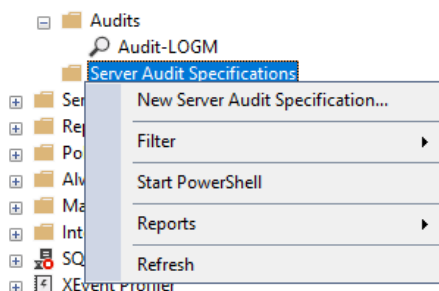 Audits
Audit-LOGM
Server Audit Specifications
New Server Audit Specification...
Filter
Start PowerShell
Reports
Refresh
XEvent Profiler